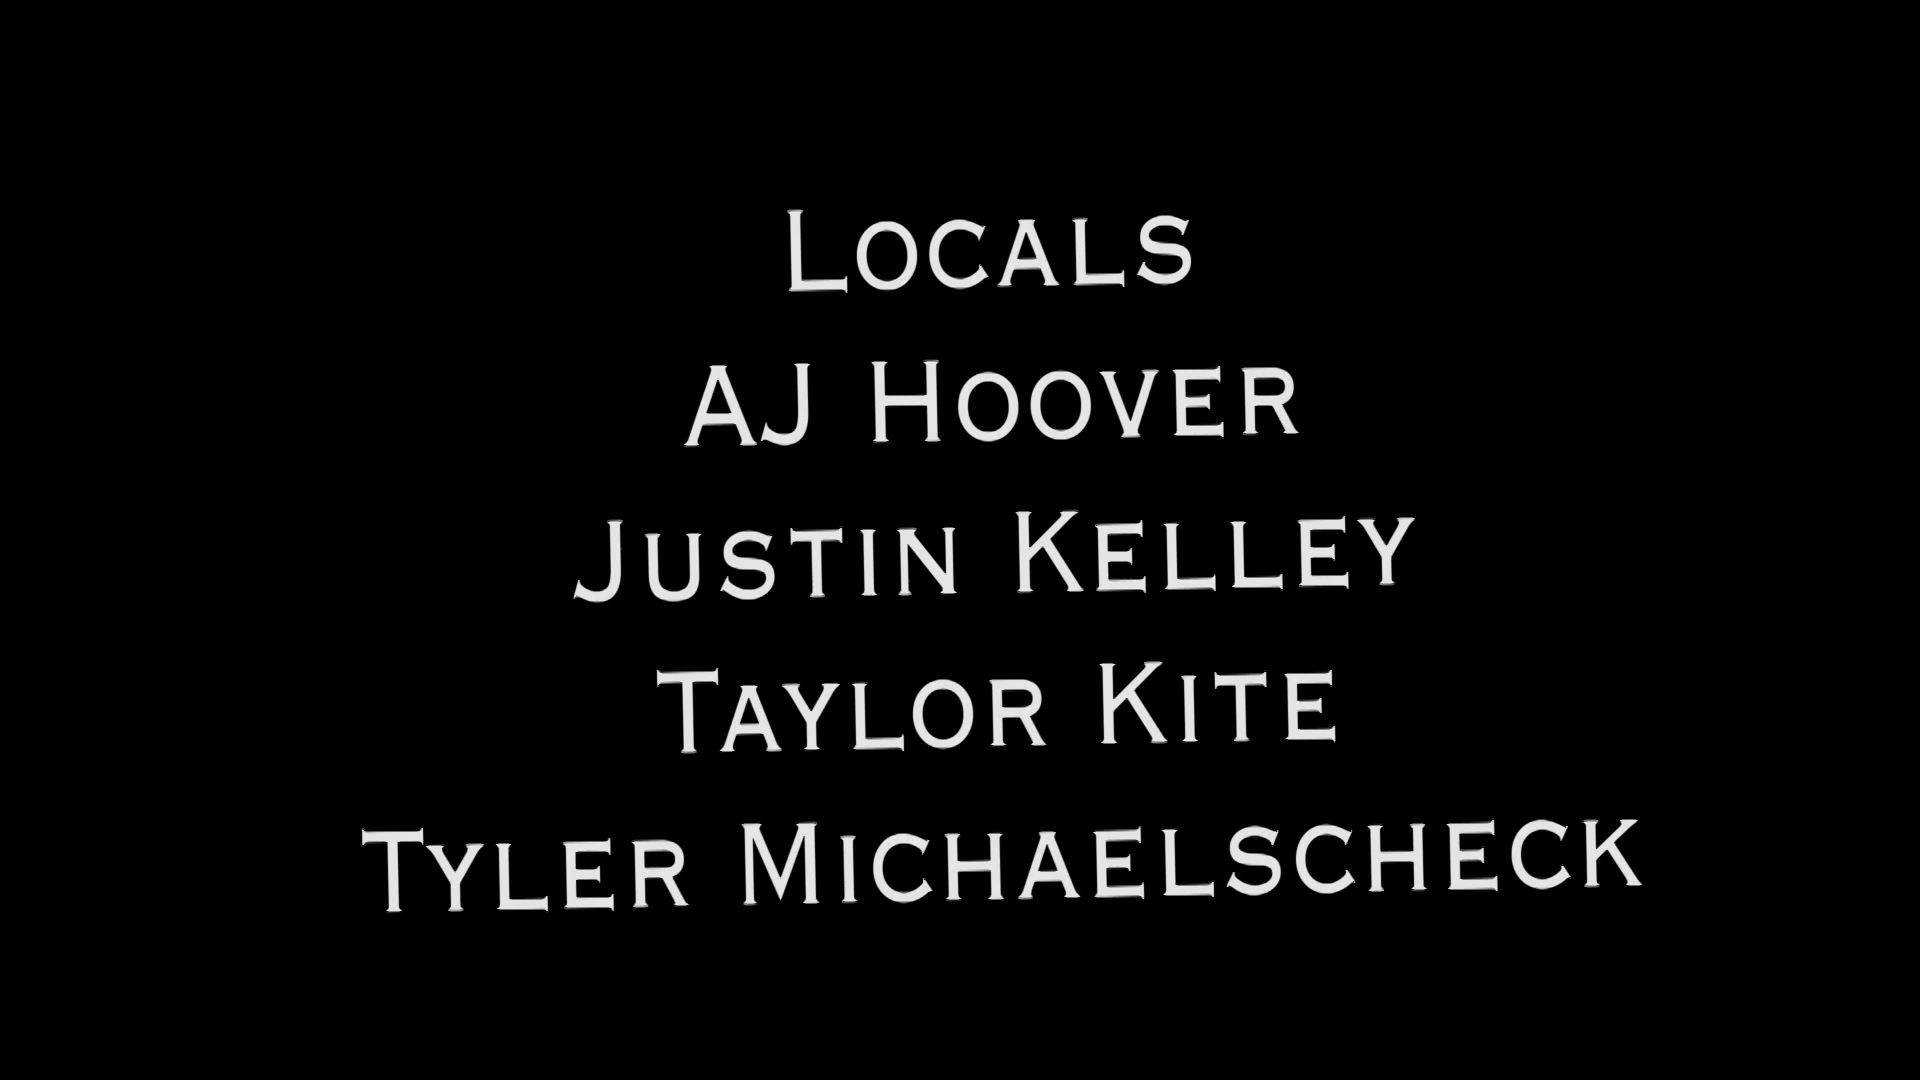 Locals
AJ Hoover
Justin Kelley
Taylor Kite
Tyler Michaelscheck